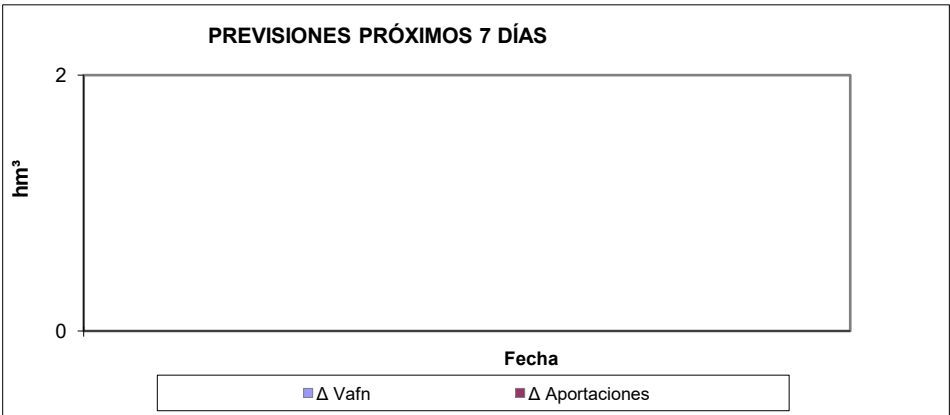 PREVISIONES PRÓXIMOS 7 DÍAS
2
hm³
0
Fecha
Δ Vafn Δ Aportaciones